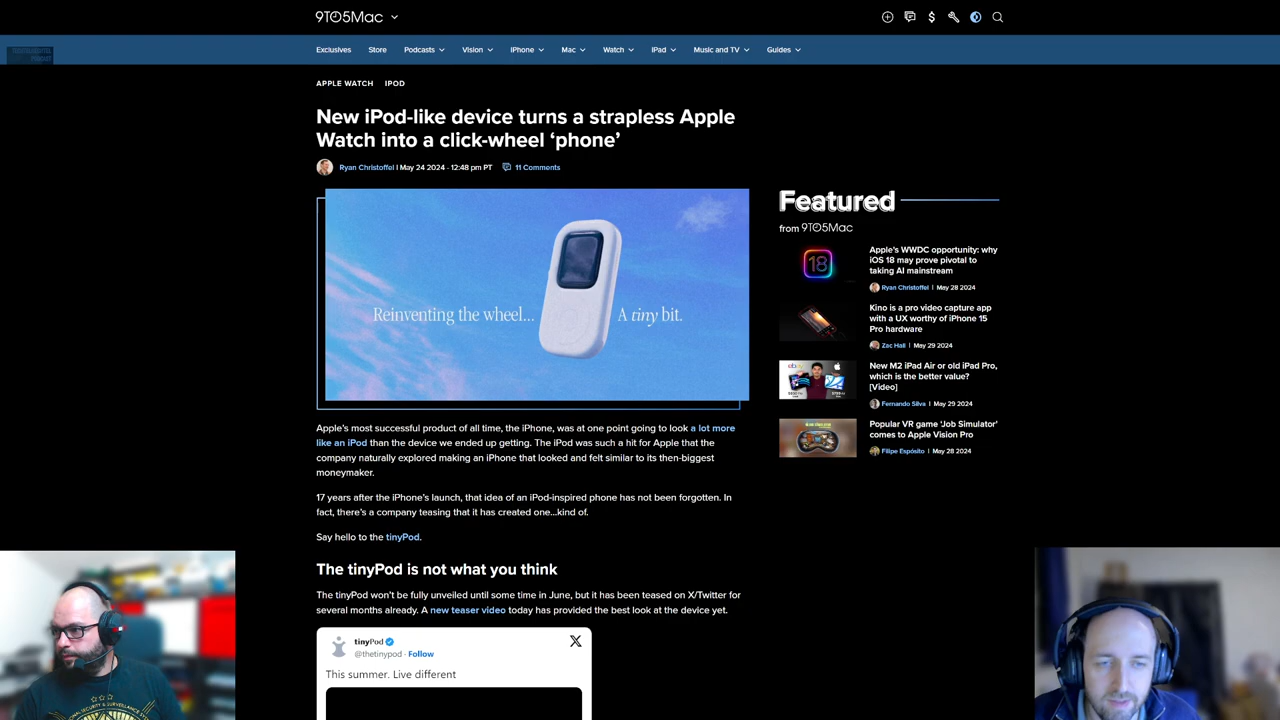 9TO5Mac
Exclusives Store Podcasts Vision iPhone Mac Watch iPad Music and TV Guides
PODCAST
APPLE WATCH IPOD
New iPod-like device turns a strapless Apple
Watch into a click-wheel ‘phone’
Ryan Christoffel | May 24 2024 - 12:48 pm PT 11 Comments
Reinventing the wheel... A tiny bit.
Apple’s most successful product of all time, the iPhone, was at one point going to look a lot more
like an iPod than the device we ended up getting. The iPod was such a hit for Apple that the
company naturally explored making an iPhone that looked and felt similar to its then-biggest
moneymaker.
17 years after the iPhone’s launch, that idea of an iPod-inspired phone has not been forgotten. In
fact, there’s a company teasing that it has created one...kind of.
Say hello to the tinyPod.
The tinyPod is not what you think
The tinyPod won’t be fully unveiled until some time in June, but it has been teased on X/Twitter for
several months already. A new teaser video today has provided the best look at the device yet.
tinyPod
@thetinypod · Follow
This summer. Live different
Featured
from 9TO5Mac
18
Apple’s WWDC opportunity: why
iOS 18 may prove pivotal to
taking AI mainstream
Ryan Christoffel | May 28 2024
Kino is a pro video capture app
with a UX worthy of iPhone 15
Pro hardware
Zac Hall | May 29 2024
ebay
New M2 iPad Air or old iPad Pro,
which is the better value?
[Video]
Fernando Silva | May 29 2024
Popular VR game ‘Job Simulator’
comes to Apple Vision Pro
Filipe Espósito | May 28 2024